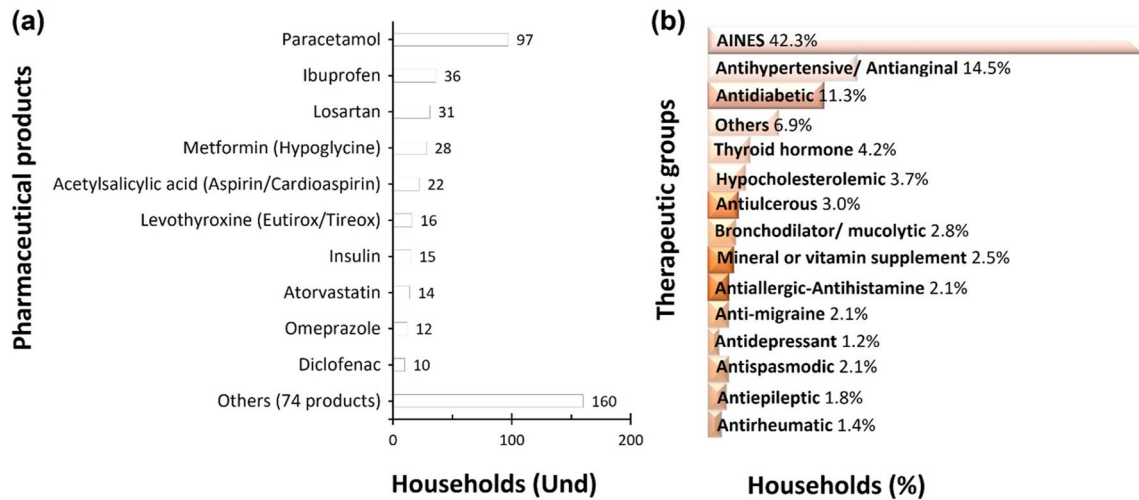 (a)
Pharmaceutical products
Paracetamol 97
Ibuprofen 36
Losartan 31
Metformin (Hypoglycine) 28
Acetylsalicylic acid (Aspirin/Cardioaspirin) 22
Levothyroxine (Eutirox/Tireox) 16
Insulin 15
Atorvastatin 14
Omeprazole 12
Diclofenac 10
Others (74 products) 160
0 100 200
Households (Und)
(b)
Therapeutic groups
AINES 42.3%
Antihypertensive/ Antianginal 14.5%
Antidiabetic 11.3%
Others 6.9%
Thyroid hormone 4.2%
Hypocholesterolemic 3.7%
Antiulcerous 3.0%
Bronchodilator/ mucolytic 2.8%
Mineral or vitamin supplement 2.5%
Antiallergic-Antihistamine 2.1%
Anti-migraine 2.1%
Antidepressant 1.2%
Antispasmodic 2.1%
Antiepileptic 1.8%
Antirheumatic 1.4%
Households (%)